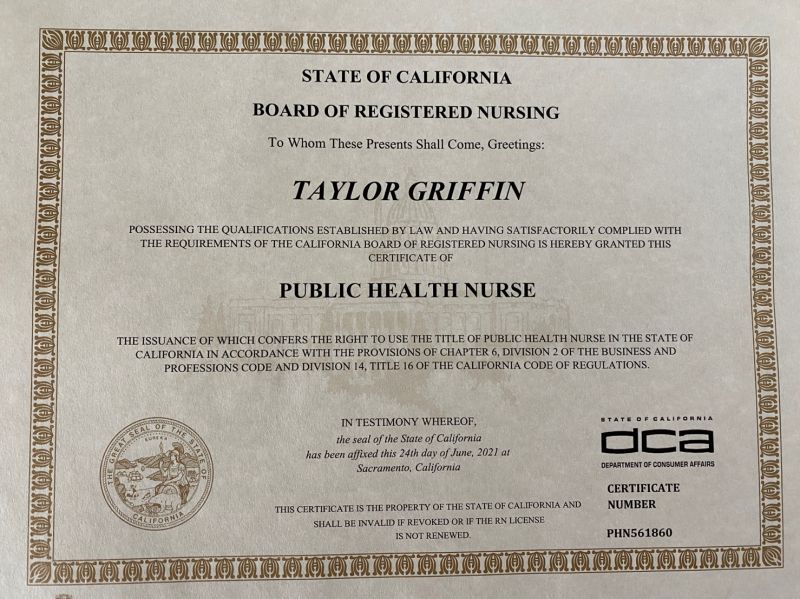 STATE OF CALIFORNIA
BOARD OF REGISTERED NURSING
To Whom These Presents Shall Come, Greetings:
TAYLOR GRIFFIN
POSSESSING THE QUALIFICATIONS ESTABLISHED BY LAW AND HAVING SATISFACTORILY COMPLIED WITH
THE REQUIREMENTS OF THE CALIFORNIA BOARD OF REGISTERED NURSING IS HEREBY GRANTED THIS
CERTIFICATE OF
PUBLIC HEALTH NURSE
THE ISSUANCE OF WHICH CONFERS THE RIGHT TO USE THE TITLE OF PUBLIC HEALTH NURSE IN THE STATE OF
CALIFORNIA IN ACCORDANCE WITH THE PROVISIONS OF CHAPTER 6, DIVISION 2 OF THE BUSINESS AND
PROFESSIONS CODE AND DIVISION 14, TITLE 16 OF THE CALIFORNIA CODE OF REGULATIONS.
THE GREAT SEAL OF THE STATE OF CALIFORNIA
EUREKA
IN TESTIMONY WHEREOF,
the seal of the State of California
has been affixed this 24th day of June, 2021 at
Sacramento, California
THIS CERTIFICATE IS THE PROPERTY OF THE STATE OF CALIFORNIA AND
SHALL BE INVALID IF REVOKED OR IF THE RN LICENSE
IS NOT RENEWED.
STATE OF CALIFORNIA
dca
DEPARTMENT OF CONSUMER AFFAIRS
CERTIFICATE
NUMBER
PHN561860